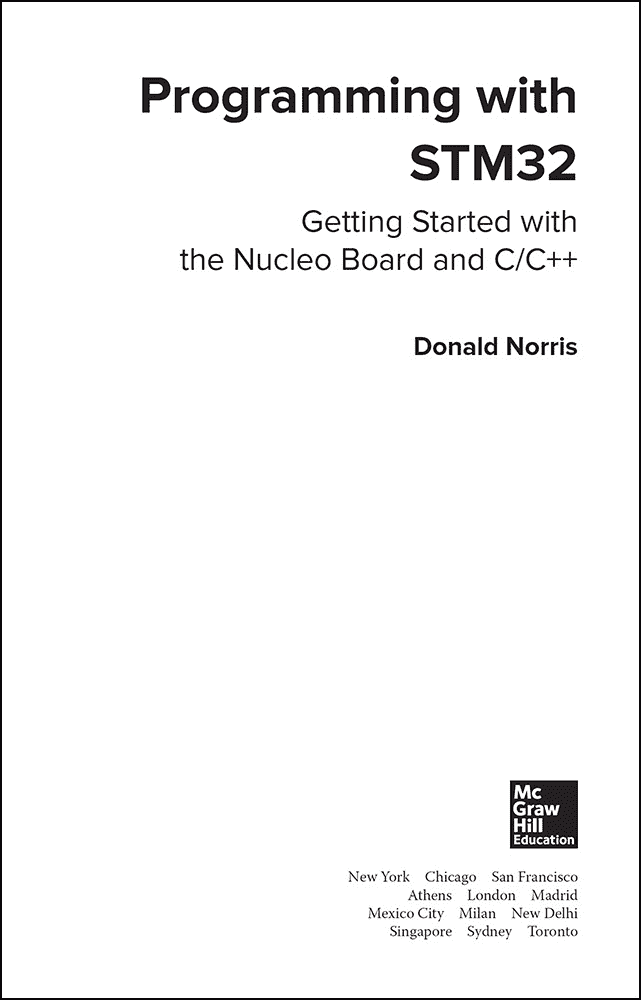 Programming with
STM32
Getting Started with
the Nucleo Board and C/C++
Donald Norris
Mc
Graw
Hill
Education
New York Chicago San Francisco
Athens London Madrid
Mexico City Milan New Delhi
Singapore Sydney Toronto